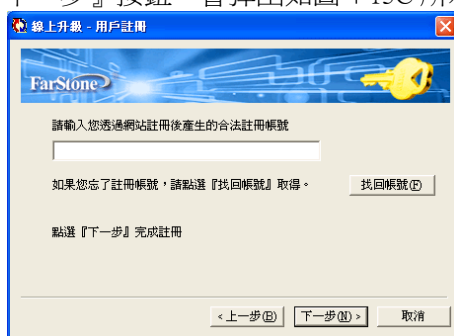 下一步』按鈕，會彈出如圖
線上升級 - 用戶註冊
FarStone
請輸入您透過網站註冊後產生的合法註冊帳號
如果您忘了註冊帳號，請點選『找回帳號』取得。
找回帳號(F)
點選『下一步』完成註冊
<上一步(B)
下一步(N)>
取消